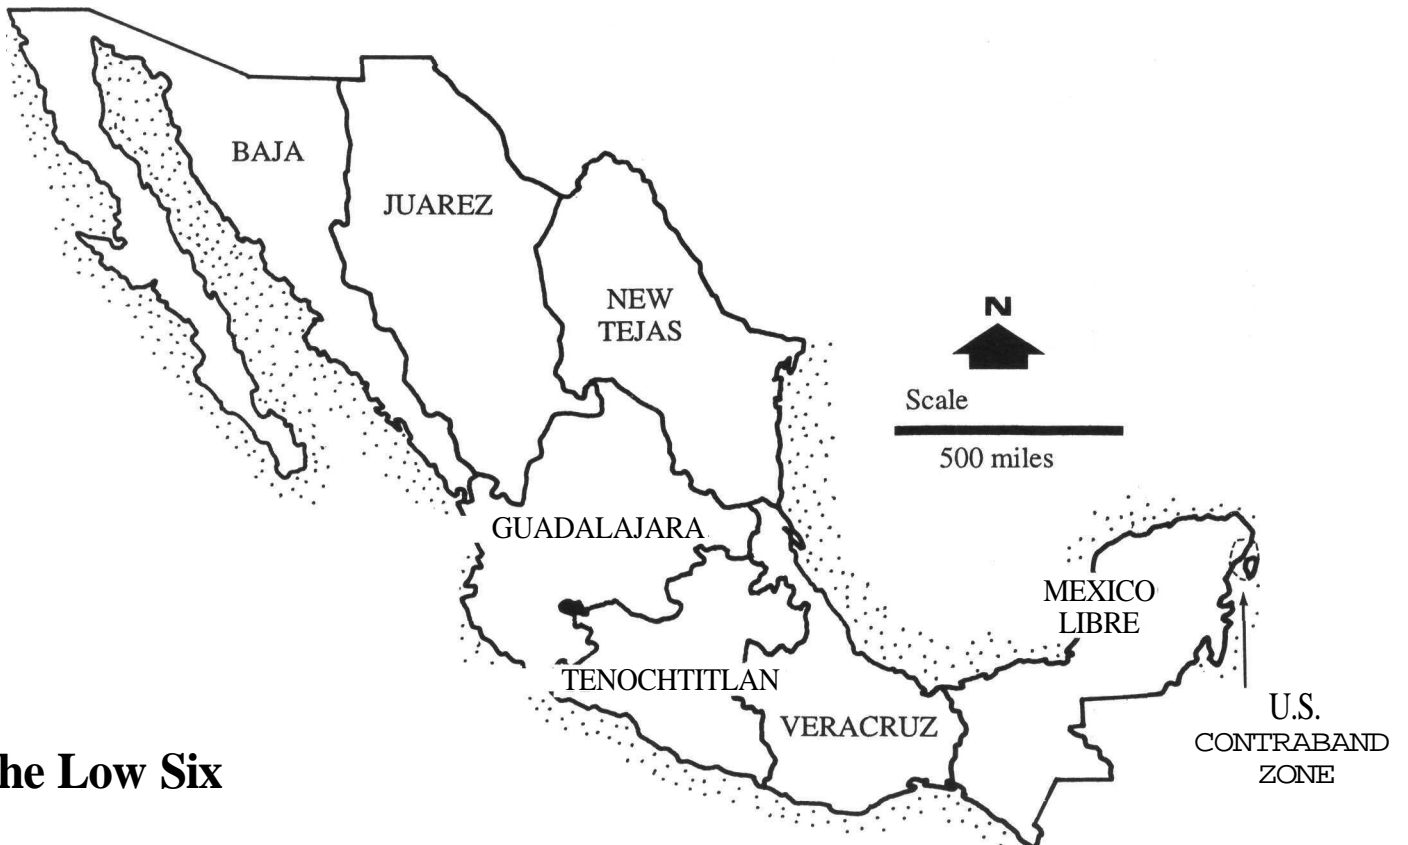 BAJA
JUAREZ
NEW
TEJAS
N
Scale
500 miles
GUADALAJARA
MEXICO
LIBRE
TENOCHTITLAN
VERACRUZ
U.S.
CONTRABAND
ZONE
he Low Six